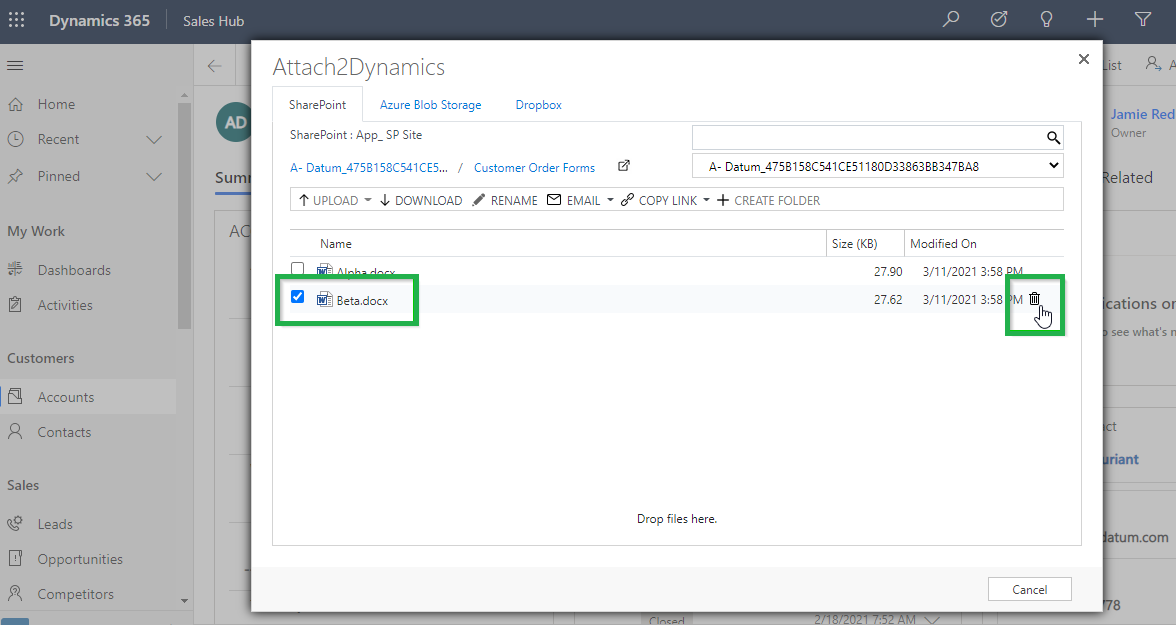 Dynamics 365 Sales Hub
Attach2Dynamics
List
SharePoint Azure Blob Storage Dropbox
SharePoint : App_ SP Site
A- Datum_475B158C541CE5... / Customer Order Forms
A- Datum_475B158C541CE51180D33863BB347BA8
UPLOAD DOWNLOAD RENAME EMAIL COPY LINK CREATE FOLDER
Name Size (KB) Modified On
Alpha.docx 27.90 3/11/2021 3:58 PM
Beta.docx 27.62 3/11/2021 3:58 PM
Drop files here.
Cancel
Home
Recent
Pinned
My Work
Dashboards
Activities
Customers
Accounts
Contacts
Sales
Leads
Opportunities
Competitors
AD
Summ
AC
Jamie Red
Owner
Related
ications or
o see what's n
ct
uriant
datum.com
778
Closed
2/18/2021 7:52 AM